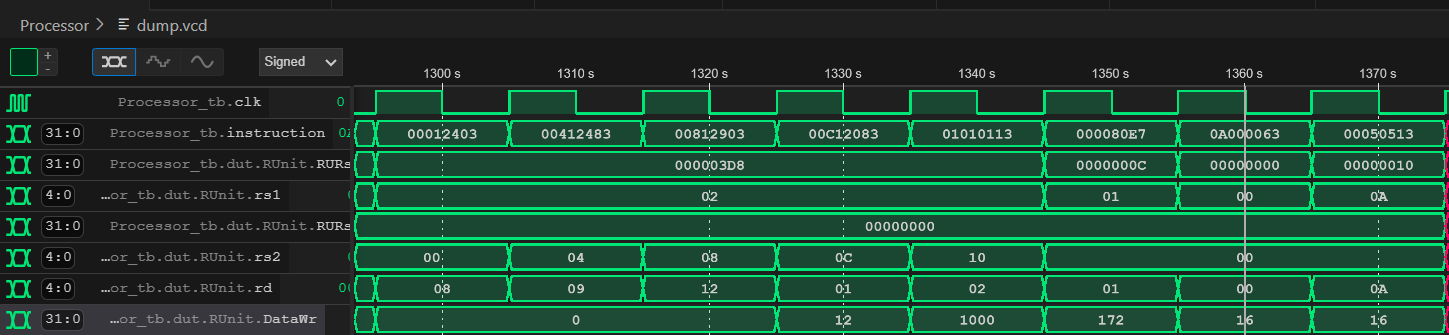 Processor > dump.vcd
+
-
Signed
1300 s 1310 s 1320 s 1330 s 1340 s 1350 s 1360 s 1370 s
Processor_tb.clk 0
31:0 Processor_tb.instruction 00012403 00412483 00812903 00C12083 01010113 000080E7 0A000063 00050513
31:0 Processor_tb.dut.RUnit.RURs 000003D8 0000000C 00000000 00000010
4:0 …or_tb.dut.RUnit.rs1 02 01 00 0A
31:0 Processor_tb.dut.RUnit.RURs 00000000
4:0 …or_tb.dut.RUnit.rs2 00 04 08 0C 10 00
4:0 …or_tb.dut.RUnit.rd 08 09 12 01 02 01 00 0A
31:0 …or_tb.dut.RUnit.DataWr 0 12 1000 172 16 16